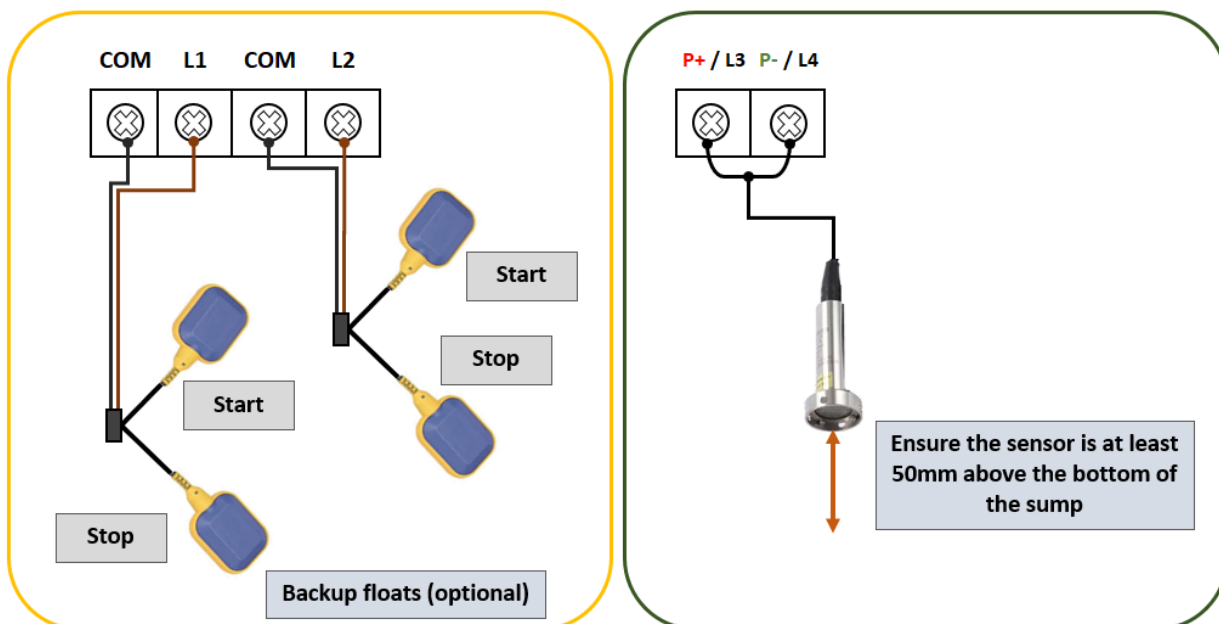 COM L1 COM L2
P+ / L3 P- / L4
Start
Stop
Start
Stop
Backup floats (optional)
Ensure the sensor is at least
50mm above the bottom of
the sump